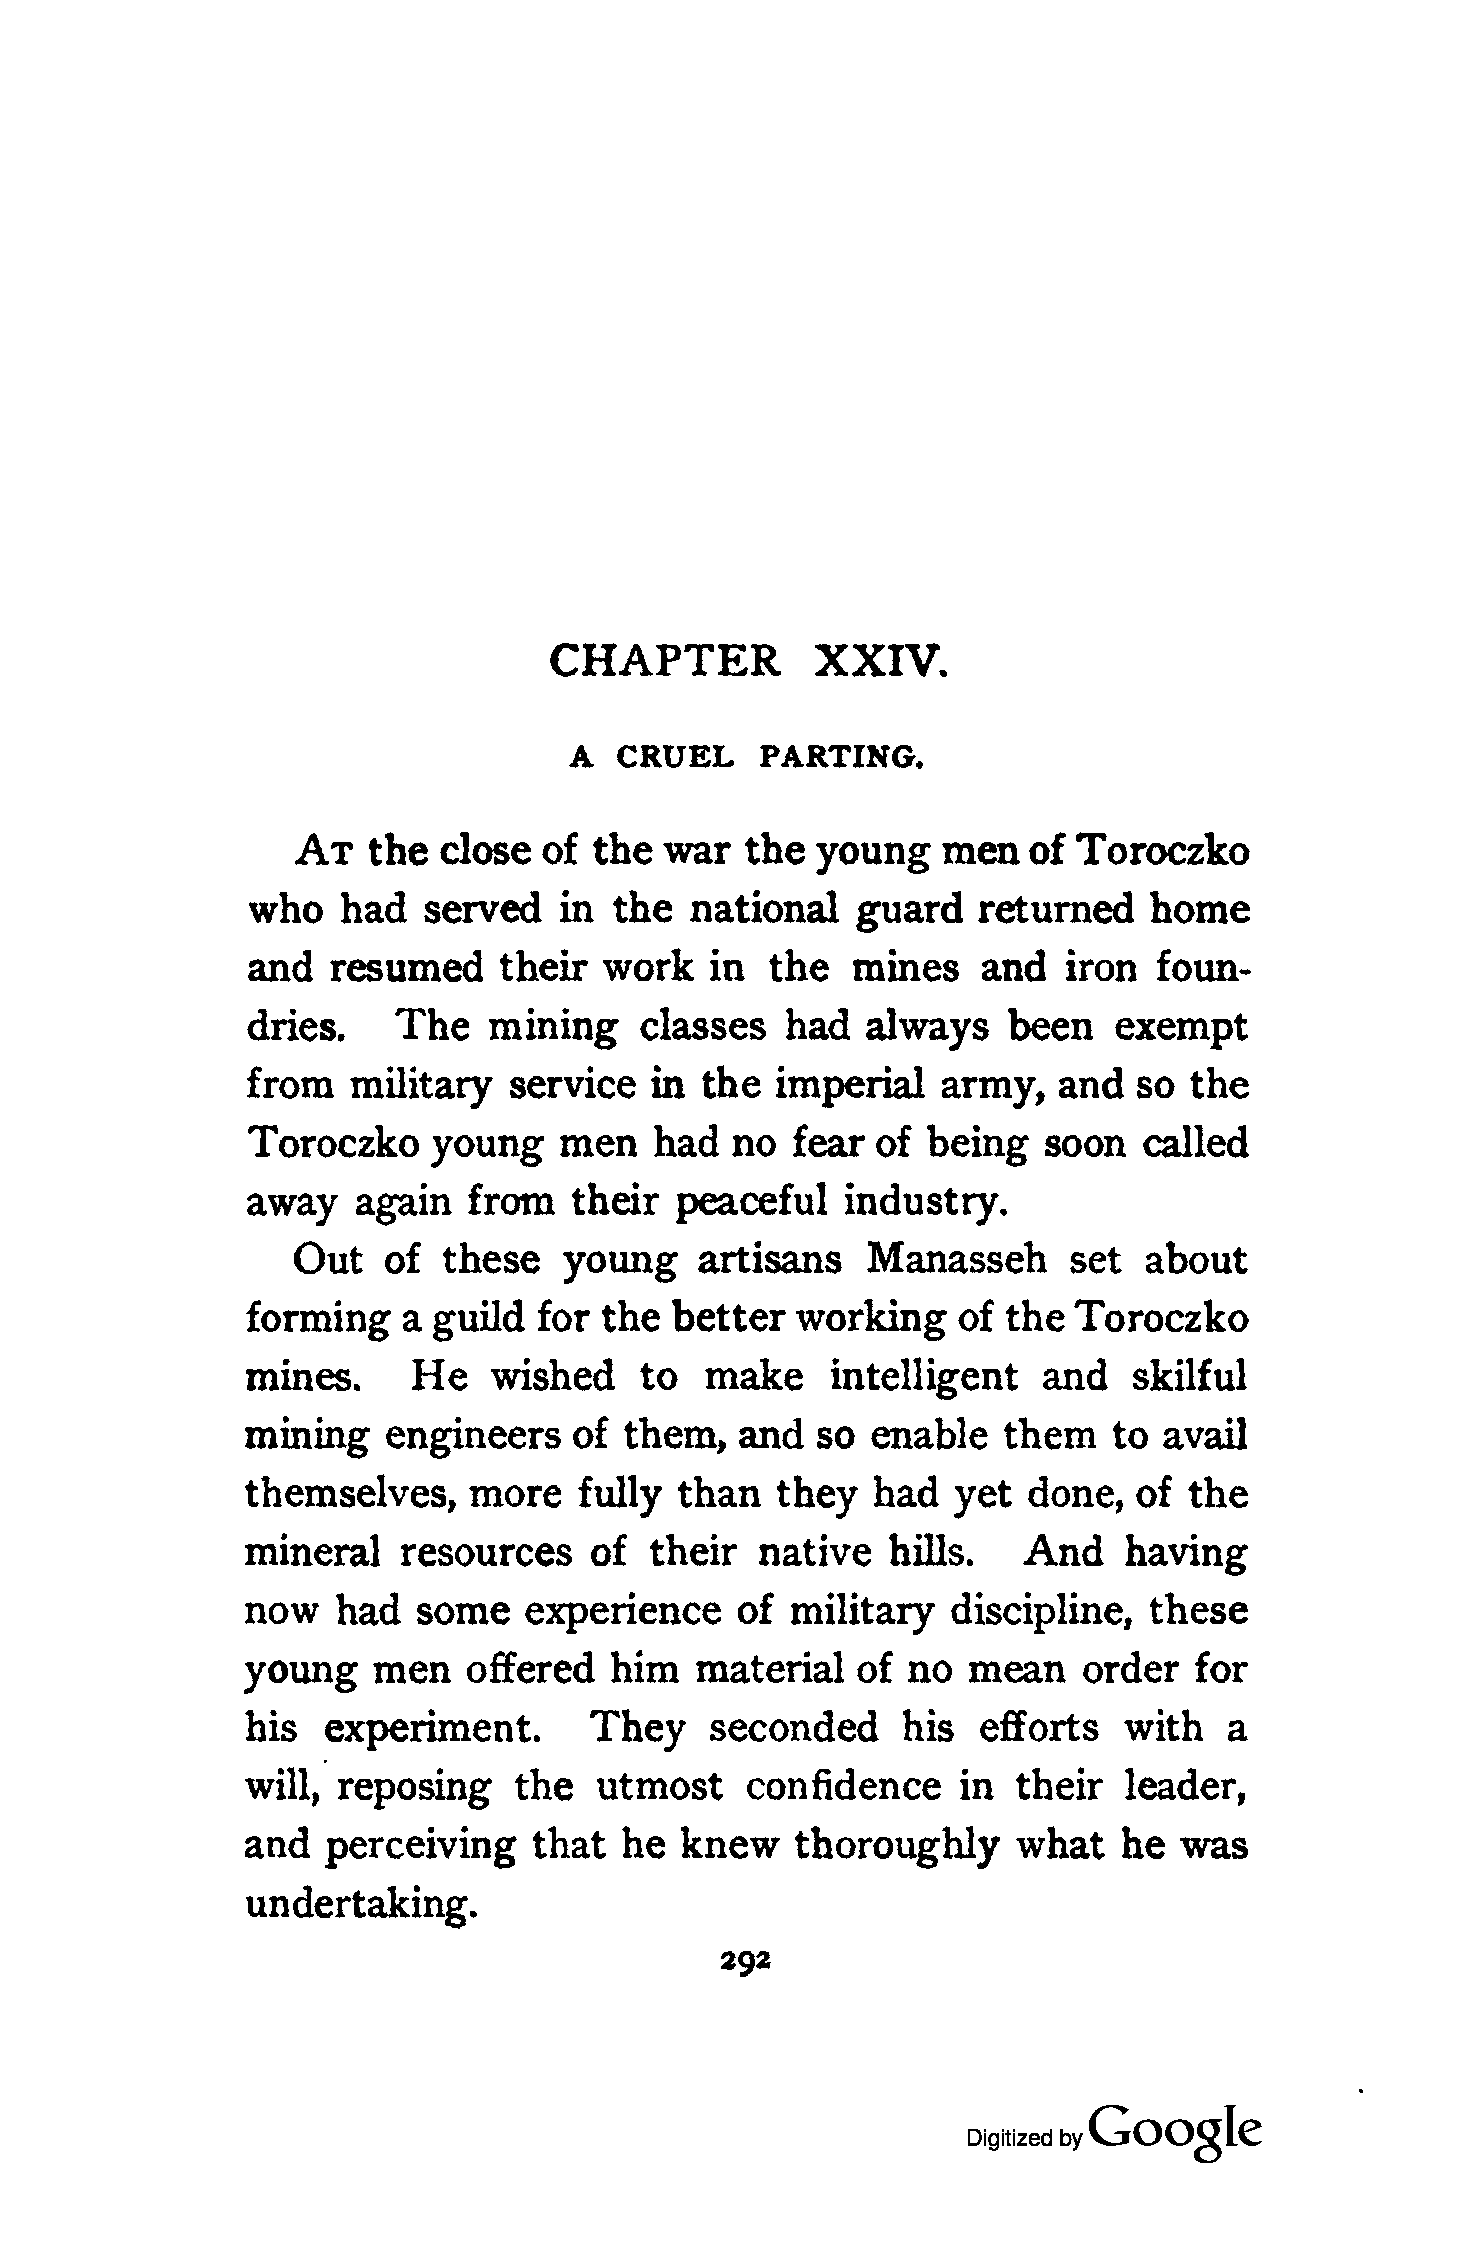 CHAPTER XXIV.
A CRUEL PARTING.
AT the close of the war the young men of Toroczko
who had served in the national guard returned home
and resumed their work in the mines and iron foun-
dries. The mining classes had always been exempt
from military service in the imperial army, and so the
Toroczko young men had no fear of being soon called
away again from their peaceful industry.
Out of these young artisans Manasseh set about
forming a guild for the better working of the Toroczko
mines. He wished to make intelligent and skilful
mining engineers of them, and so enable them to avail
themselves, more fully than they had yet done, of the
mineral resources of their native hills. And having
now had some experience of military discipline, these
young men offered him material of no mean order for
his experiment. They seconded his efforts with a
will, reposing the utmost confidence in their leader,
and perceiving that he knew thoroughly what he was
undertaking.
292
Digitized by Google